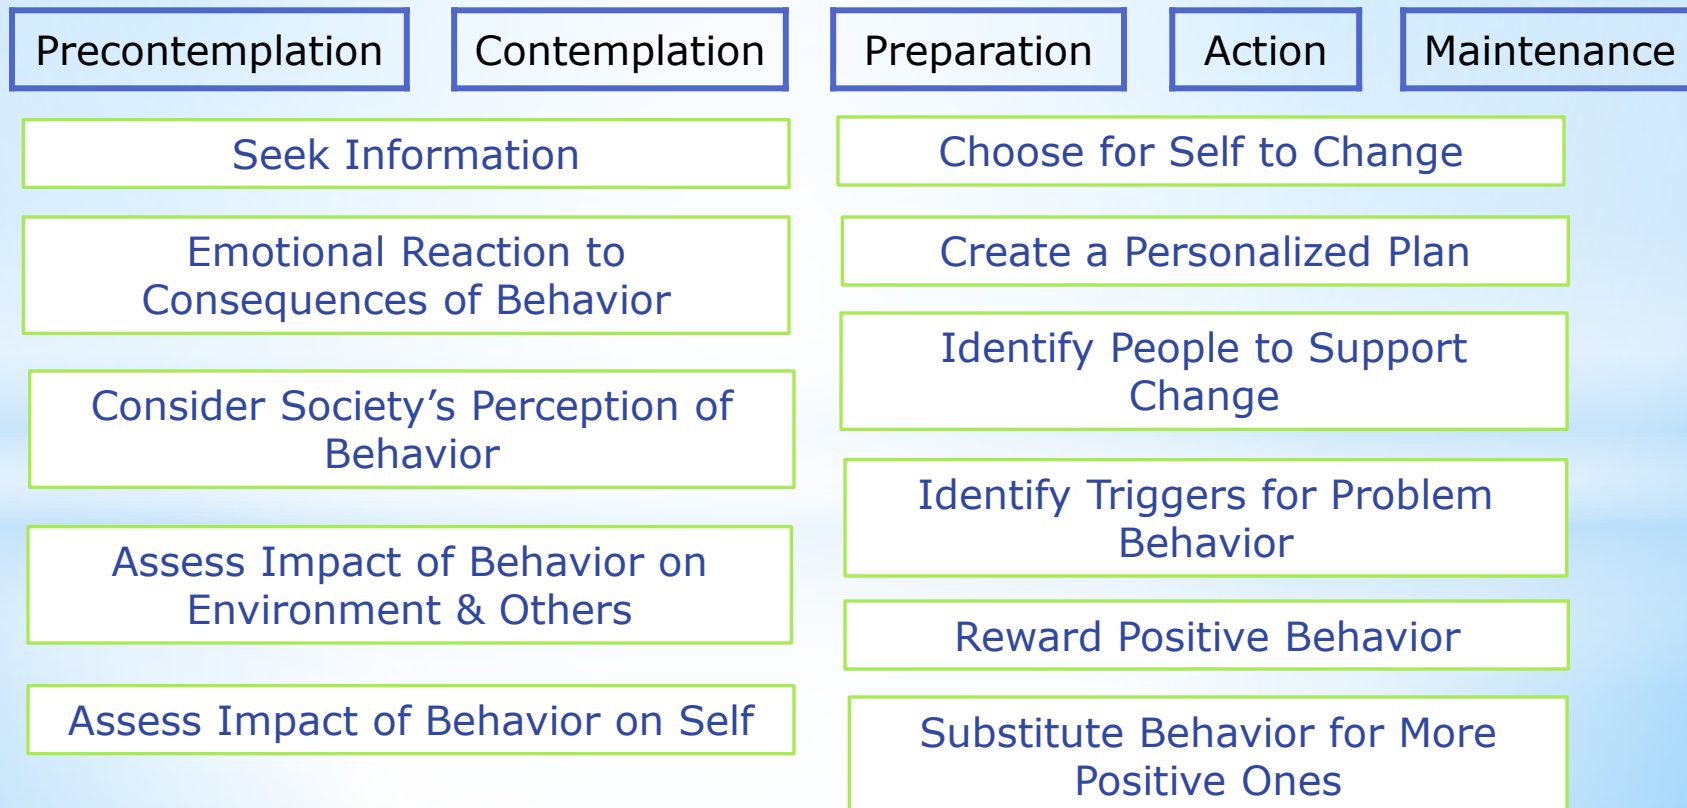 Precontemplation
Contemplation
Preparation
Action
Maintenance
Seek Information
Emotional Reaction to
Consequences of Behavior
Consider Society’s Perception of
Behavior
Assess Impact of Behavior on
Environment & Others
Assess Impact of Behavior on Self
Choose for Self to Change
Create a Personalized Plan
Identify People to Support
Change
Identify Triggers for Problem
Behavior
Reward Positive Behavior
Substitute Behavior for More
Positive Ones